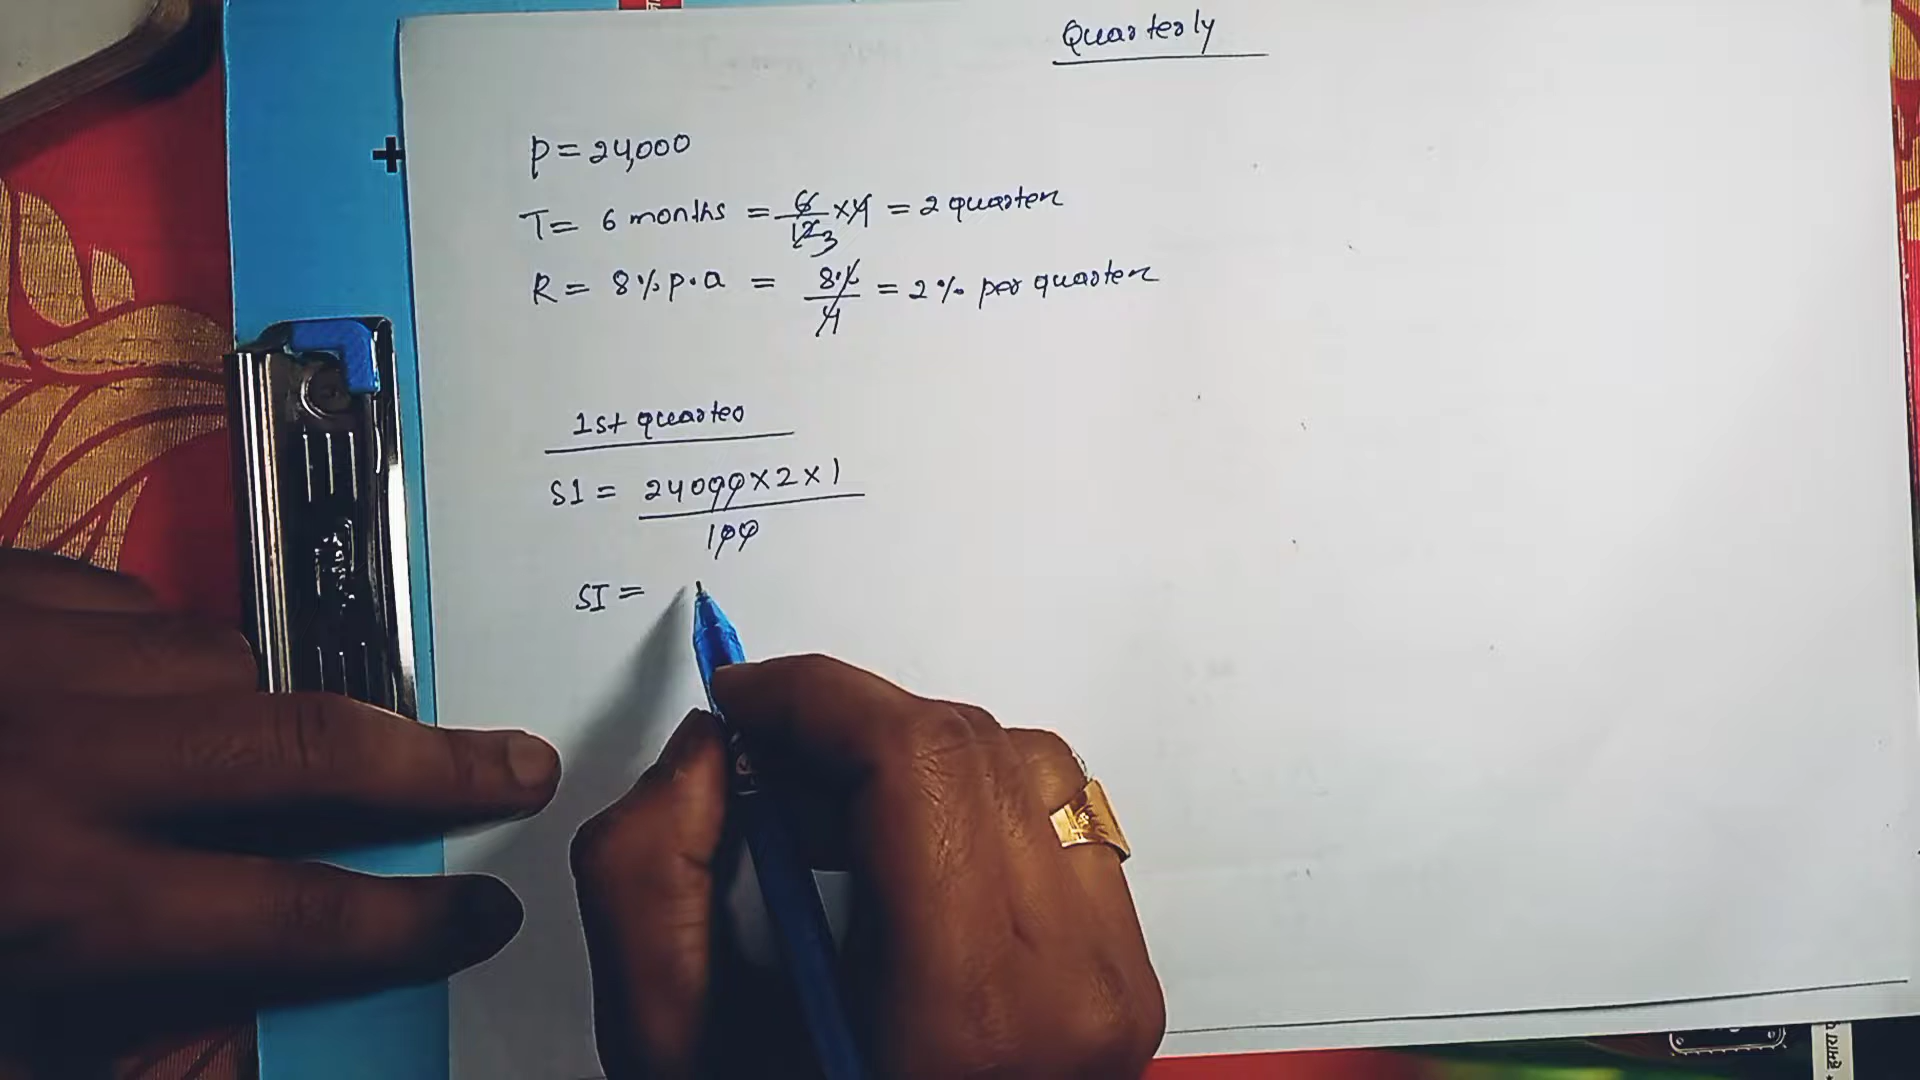 Quarterly
P = 24,000
T = 6 months = 6/12 3 × 4 = 2 quarter
R = 8% p.a = 8%/4 = 2% per quarter
1st quarter
SI = 24000 × 2 × 1
100
SI =